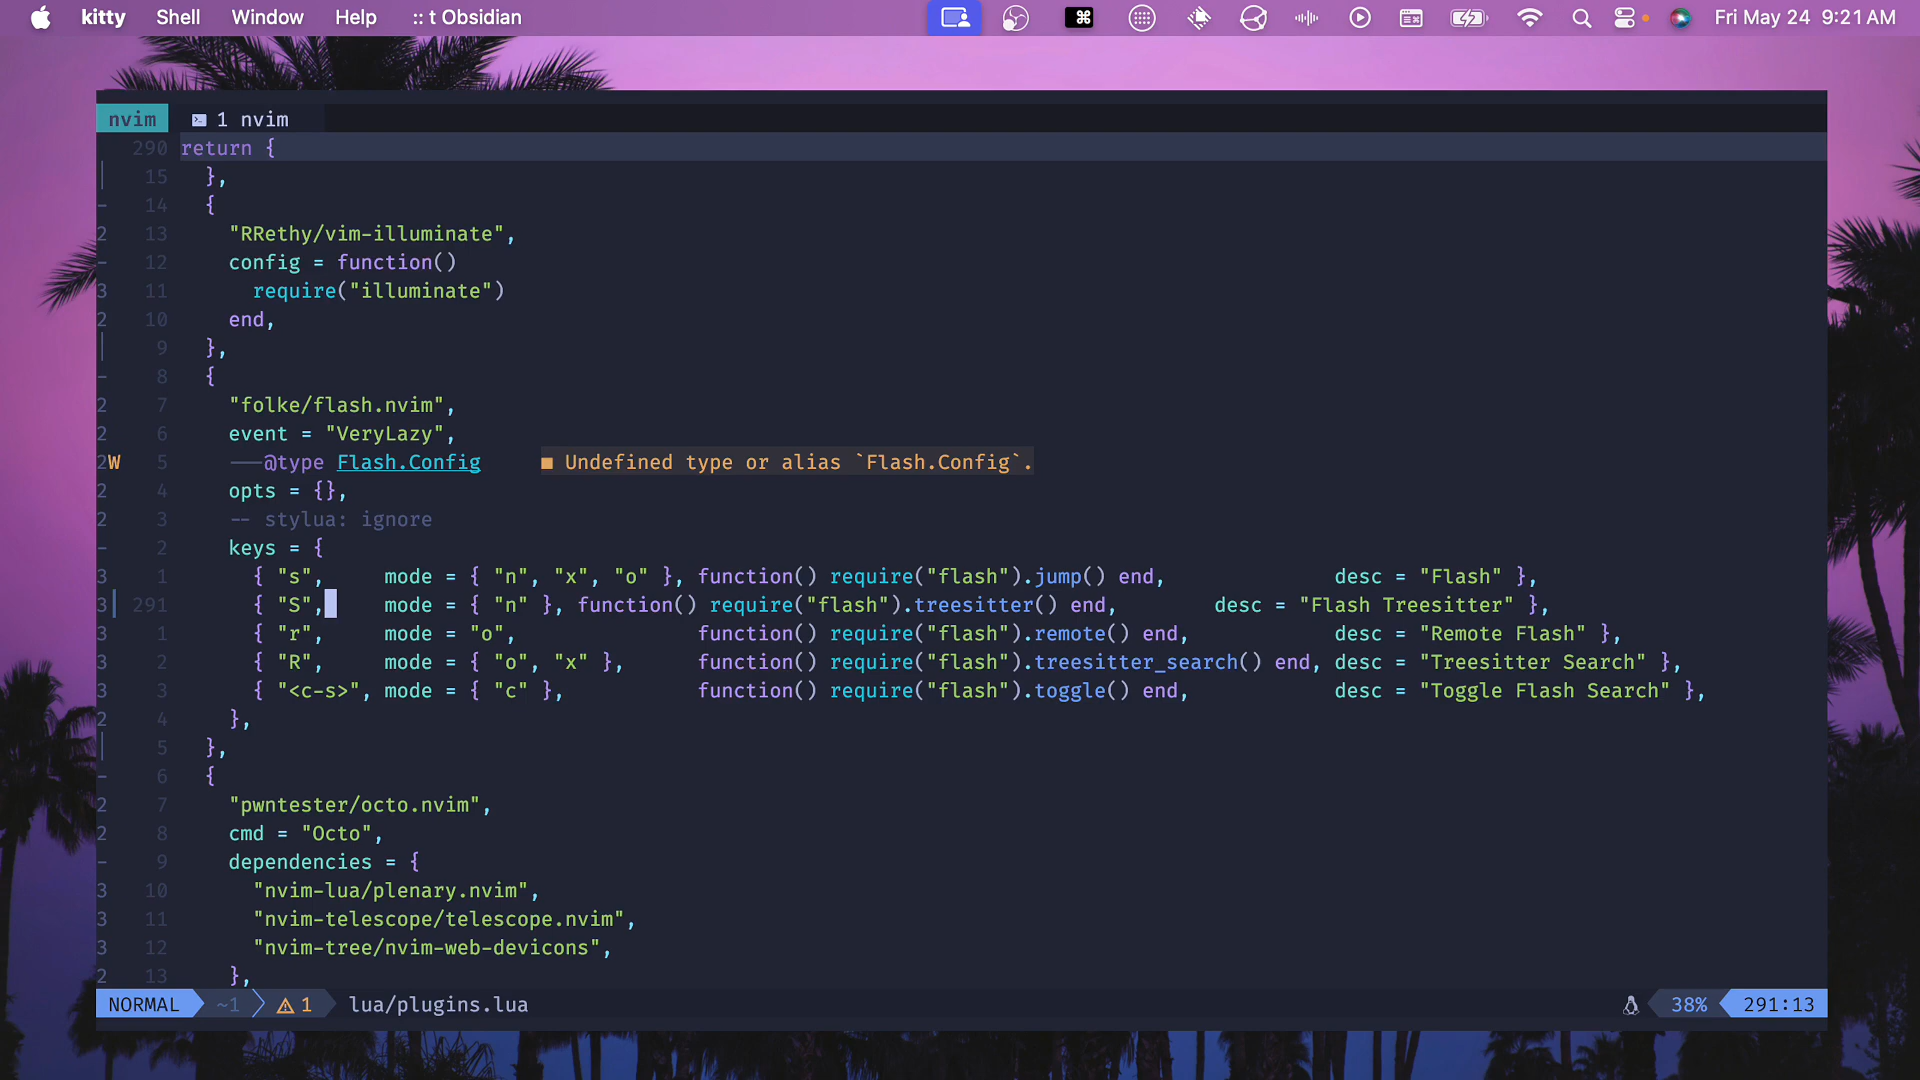 kitty Shell Window Help :: t Obsidian Fri May 24 9:21 AM
nvim 1 nvim
290 return {
15 },
- 14 {
2 13 "RRethy/vim-illuminate",
- 12 config = function()
3 11 require("illuminate")
2 10 end,
9 },
- 8 {
2 7 "folke/flash.nvim",
2 6 event = "VeryLazy",
2W 5 ---@type Flash.Config ■ Undefined type or alias `Flash.Config`.
2 4 opts = {},
2 3 -- stylua: ignore
- 2 keys = {
3 1 { "s", mode = { "n", "x", "o" }, function() require("flash").jump() end, desc = "Flash" },
3 291 { "S", mode = { "n" }, function() require("flash").treesitter() end, desc = "Flash Treesitter" },
3 1 { "r", mode = "o", function() require("flash").remote() end, desc = "Remote Flash" },
3 2 { "R", mode = { "o", "x" }, function() require("flash").treesitter_search() end, desc = "Treesitter Search" },
3 3 { "<c-s>", mode = { "c" }, function() require("flash").toggle() end, desc = "Toggle Flash Search" },
2 4 },
5 },
- 6 {
2 7 "pwntester/octo.nvim",
2 8 cmd = "Octo",
- 9 dependencies = {
3 10 "nvim-lua/plenary.nvim",
3 11 "nvim-telescope/telescope.nvim",
3 12 "nvim-tree/nvim-web-devicons",
2 13 },
NORMAL ~1 ⚠ 1 lua/plugins.lua 38% 291:13